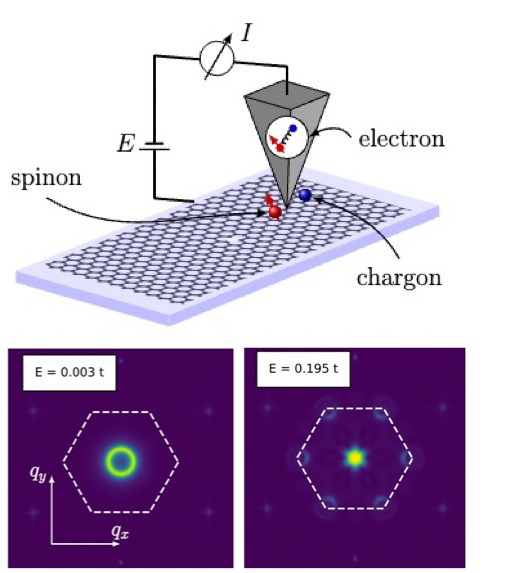 I
E
electron
spinon
chargon
E = 0.003 t
E = 0.195 t
q_y
q_x